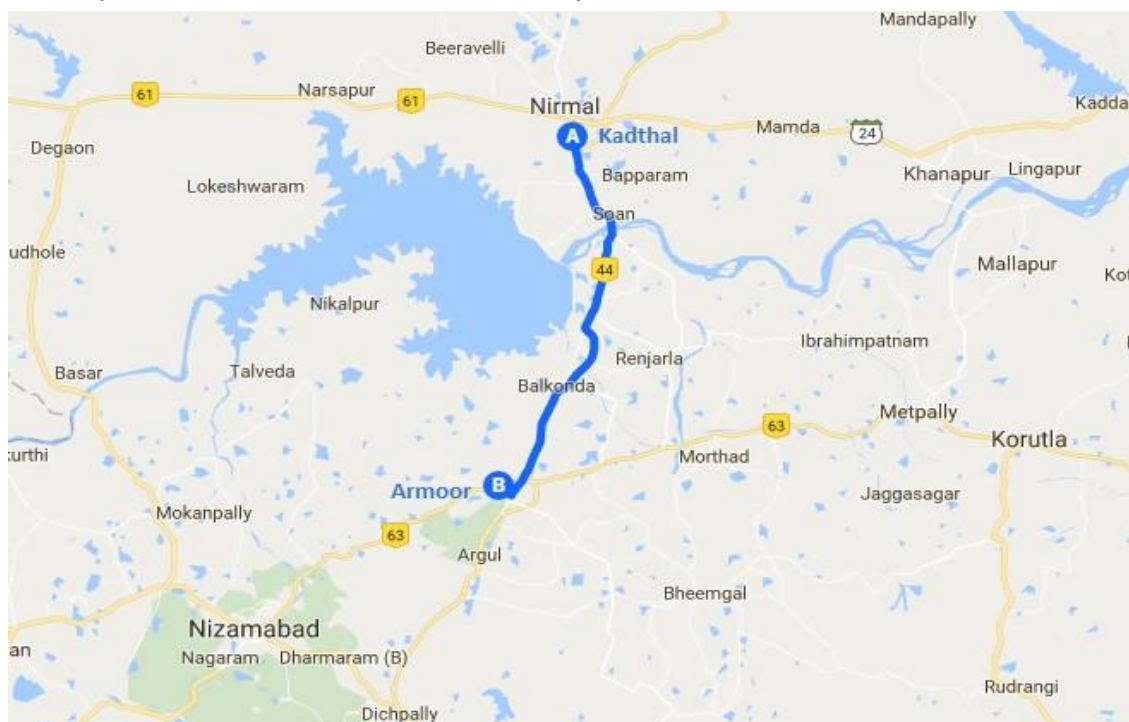 Mandapally
Beeravelli
61
Narsapur
61
Nirmal
Kadda
A
Kadthal
Mamda
24
Degaon
Bapparam
Khanapur
Lingapur
Lokeshwaram
Soan
udhole
44
Mallapur
Kot
Nikalpur
Ibrahimpatnam
Renjarla
Basar
Talveda
Balkonda
Metpally
63
Korutla
kurthi
Morthad
Armoor
B
Jaggasagar
Mokanpally
63
Argul
Bheemgal
Nizamabad
an
Nagaram
Dharmaram (B)
Rudrangi
Dichpally